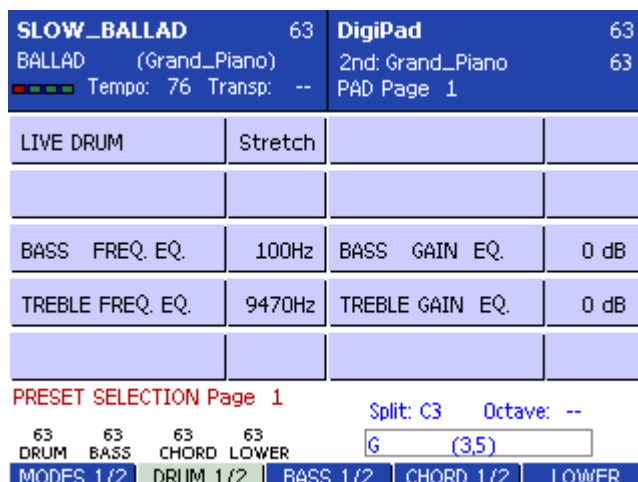 SLOW_BALLAD 63 DigiPad 63
BALLAD (Grand_Piano) 2nd: Grand_Piano 63
Tempo: 76 Transp: -- PAD Page 1
LIVE DRUM Stretch
BASS FREQ. EQ. 100Hz BASS GAIN EQ. 0 dB
TREBLE FREQ. EQ. 9470Hz TREBLE GAIN EQ. 0 dB
PRESET SELECTION Page 1
Split: C3 Octave: --
63 63 63 63
DRUM BASS CHORD LOWER
G (3,5)
MODES 1/2 DRUM 1/2 BASS 1/2 CHORD 1/2 LOWER